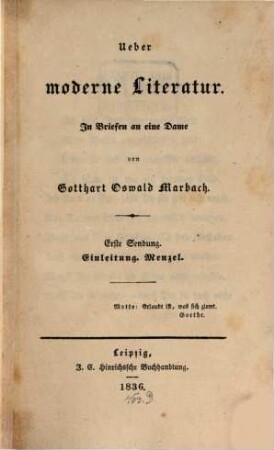 Ueber
moderne Literatur.
In Briefen an eine Dame
von
Gotthart Oswald Marbach.
Erste Sendung.
Einleitung. Menzel.
Motto: Erlaubt ist, was sich ziemt.
Goethe.
Leipzig,
J. C. Hinrichssche Buchhandlung.
1836.